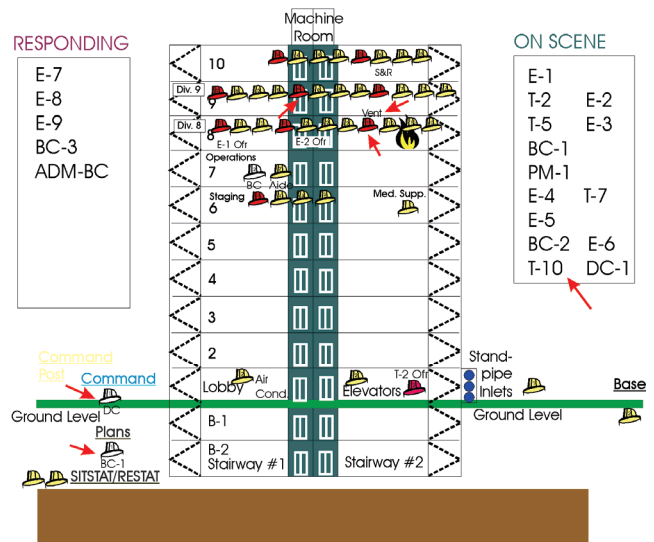 Machine
Room
RESPONDING
E-7
E-8
E-9
BC-3
ADM-BC
ON SCENE
E-1
T-2 E-2
T-5 E-3
BC-1
PM-1
E-4 T-7
E-5
BC-2 E-6
T-10 DC-1
10
S&R
Div. 9
9
Vent
Div. 8
8
E-1 Ofr
E-2 Ofr
Operations
7
BC Aide
Staging
6
Med. Supp.
5
4
3
2
Command
Post
Command
DC
Ground Level
Lobby
Air
Cond.
Elevators
T-2 Ofr
Stand-
pipe
Inlets
Ground Level
Base
B-1
Plans
BC-1
B-2
Stairway #1
Stairway #2
SITSTAT/RESTAT